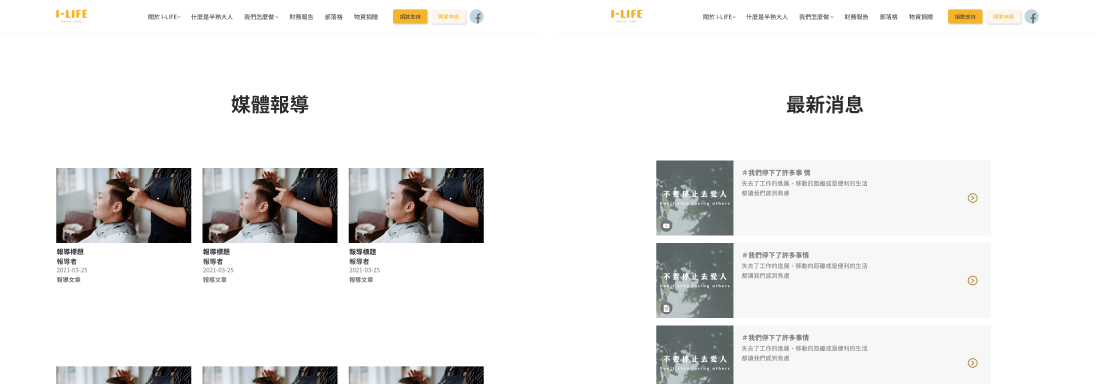 I-LIFE
關於 I-LIFE
什麼是半熟大人
我們怎麼做
財務報告
部落格
物資捐贈
捐款支持
媒體報導
報導標題
報導者
2021-03-25
報導文章
報導標題
報導者
2021-03-25
報導文章
報導標題
報導者
2021-03-25
報導文章
I-LIFE
關於 I-LIFE
什麼是半熟大人
我們怎麼做
財務報告
部落格
物資捐贈
捐款支持
最新消息
不要停止去愛人
Don't stop loving others
＃我們停下了許多事 情
失去了工作的進展、移動的距離或是便利的生活
都讓我們感到焦慮
不要停止去愛人
Don't stop loving others
＃我們停下了許多事情
失去了工作的進展、移動的距離或是便利的生活
都讓我們感到焦慮
不要停止去愛人
Don't stop loving others
＃我們停下了許多事情
失去了工作的進展、移動的距離或是便利的生活
都讓我們感到焦慮